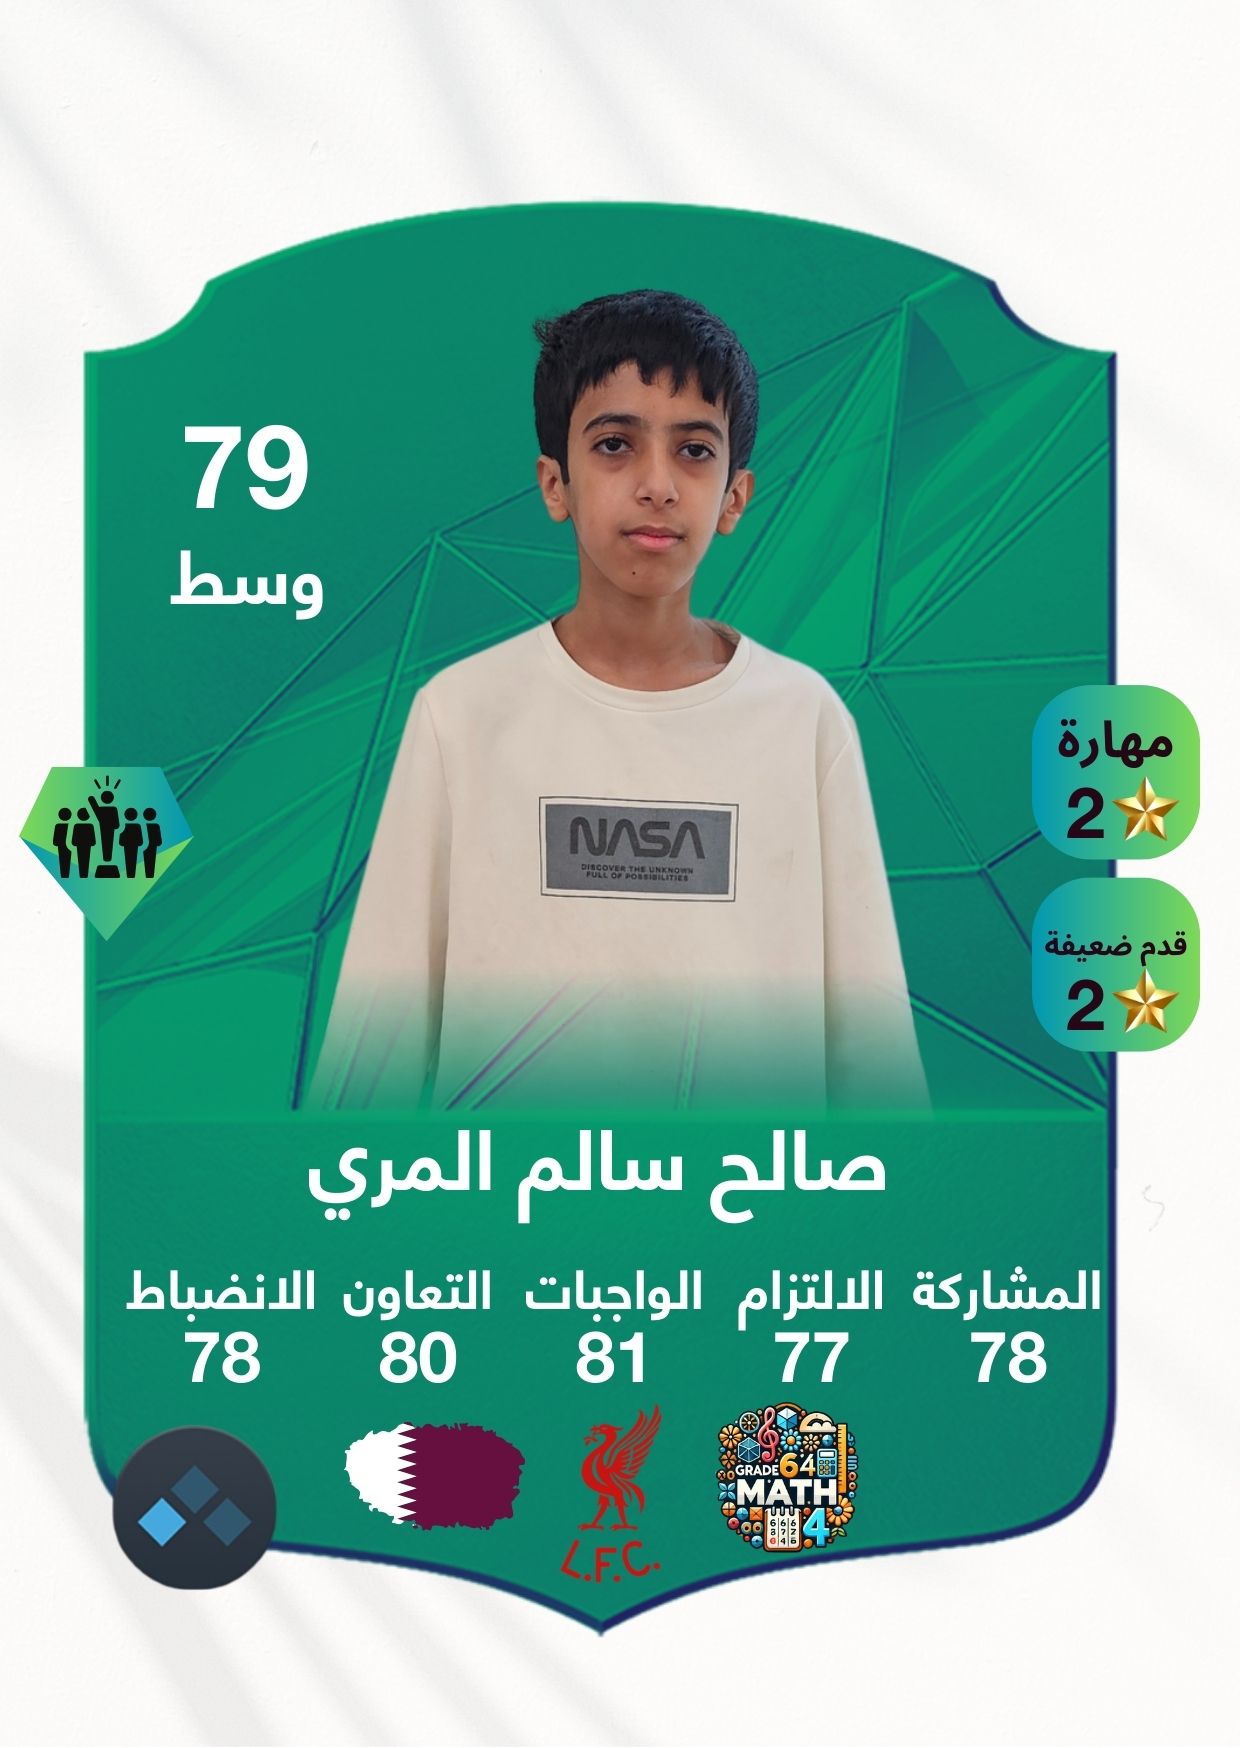 79
وسط
مهارة
2
قدم ضعيفة
2
NASA
DISCOVER THE UNKNOWN
FULL OF POSSIBILITIES
صالح سالم المري
المشاركة الالتزام الواجبات التعاون الانضباط
78 77 81 80 78
GRADE 64
MATH
4
L.F.C.